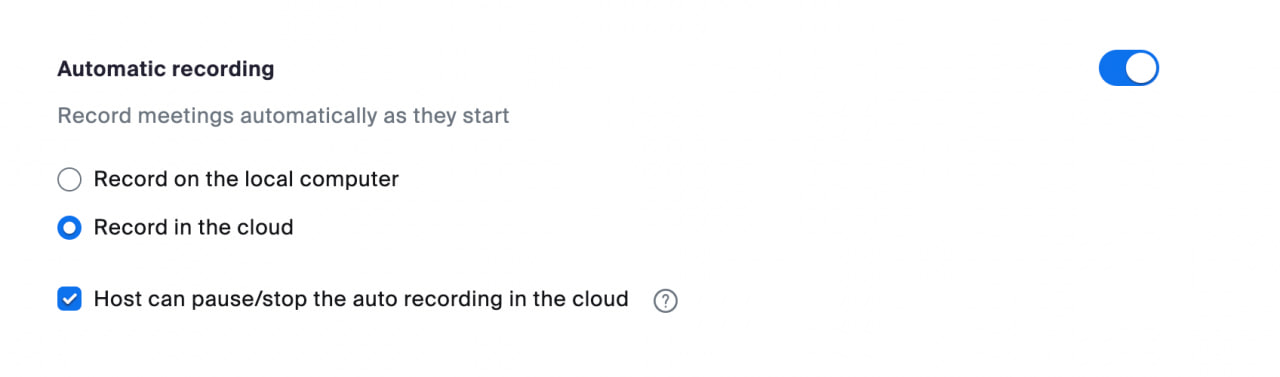 Automatic recording
Record meetings automatically as they start
Record on the local computer
Record in the cloud
Host can pause/stop the auto recording in the cloud ?